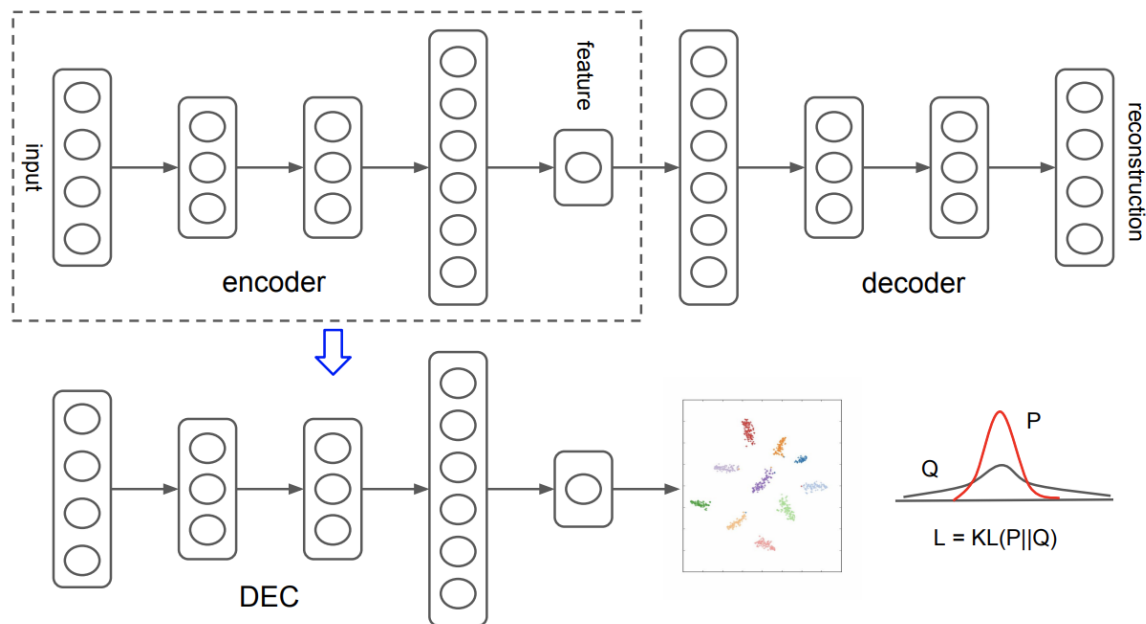 input
encoder
feature
decoder
reconstruction
DEC
P
Q
L = KL(P||Q)